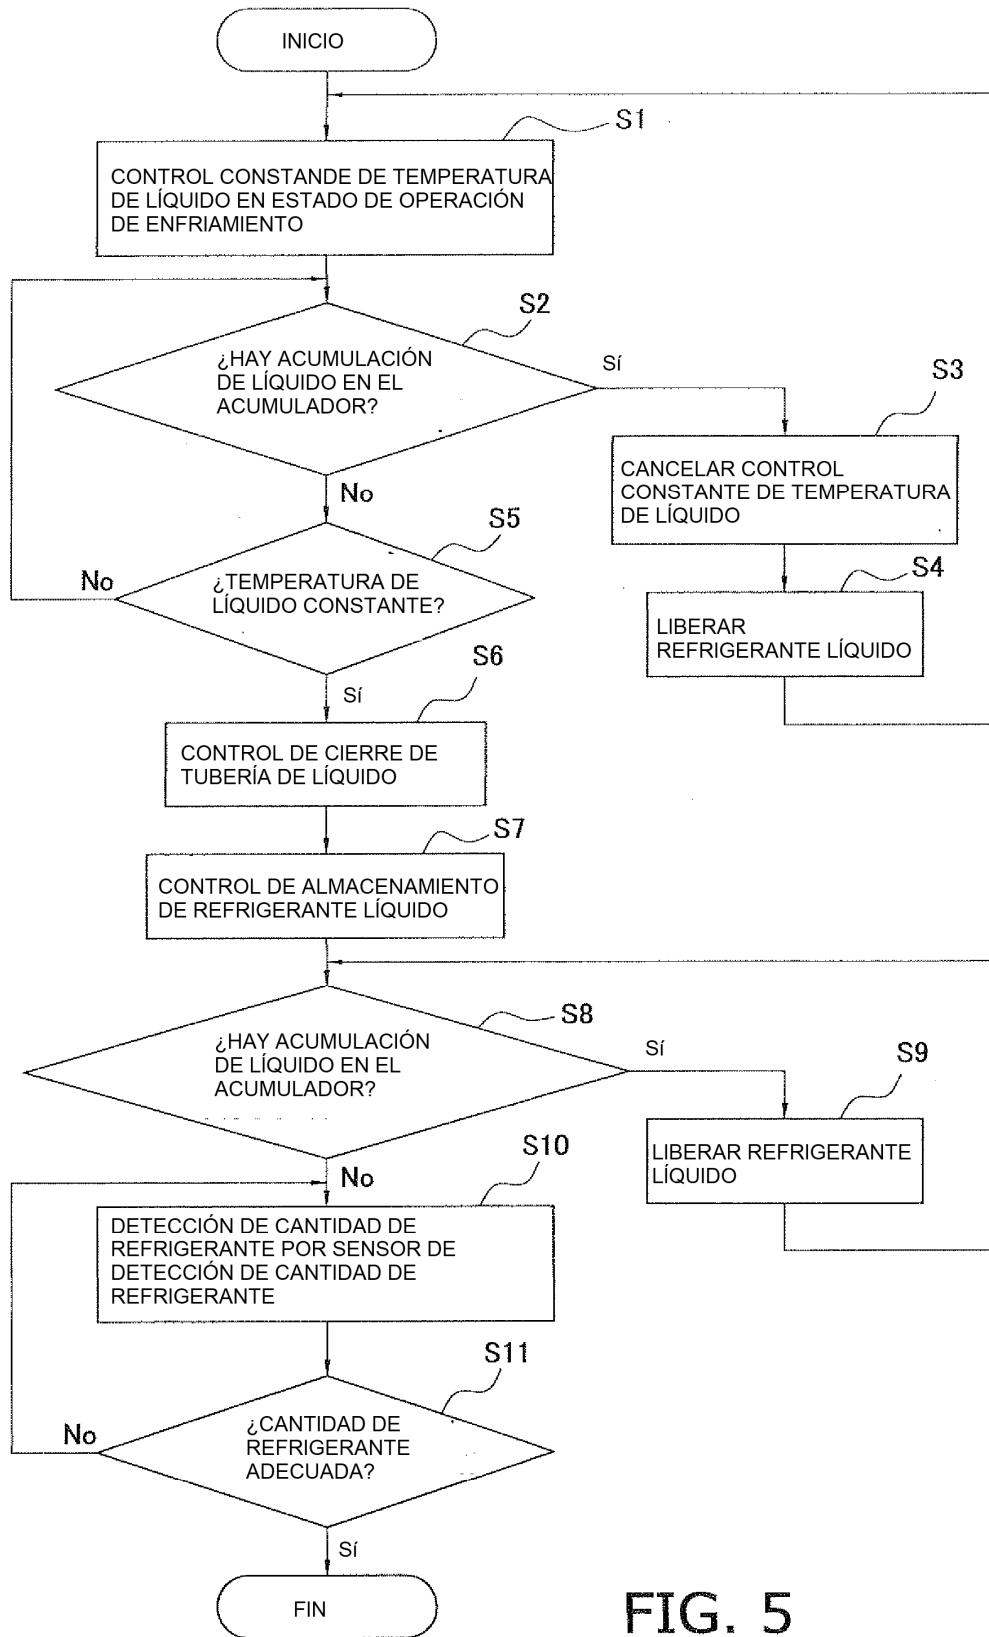 INICIO
S1
CONTROL CONSTANDE DE TEMPERATURA
DE LÍQUIDO EN ESTADO DE OPERACIÓN
DE ENFRIAMIENTO
S2
¿HAY ACUMULACIÓN
DE LÍQUIDO EN EL
ACUMULADOR?
Sí
S3
CANCELAR CONTROL
CONSTANTE DE TEMPERATURA
DE LÍQUIDO
No
S5
¿TEMPERATURA DE
LÍQUIDO CONSTANTE?
No
S4
LIBERAR
REFRIGERANTE LÍQUIDO
Sí
S6
CONTROL DE CIERRE DE
TUBERÍA DE LÍQUIDO
S7
CONTROL DE ALMACENAMIENTO
DE REFRIGERANTE LÍQUIDO
S8
¿HAY ACUMULACIÓN
DE LÍQUIDO EN EL
ACUMULADOR?
Sí
S9
LIBERAR REFRIGERANTE
LÍQUIDO
No
S10
DETECCIÓN DE CANTIDAD DE
REFRIGERANTE POR SENSOR DE
DETECCIÓN DE CANTIDAD DE
REFRIGERANTE
S11
¿CANTIDAD DE
REFRIGERANTE
ADECUADA?
No
Sí
FIN
FIG. 5